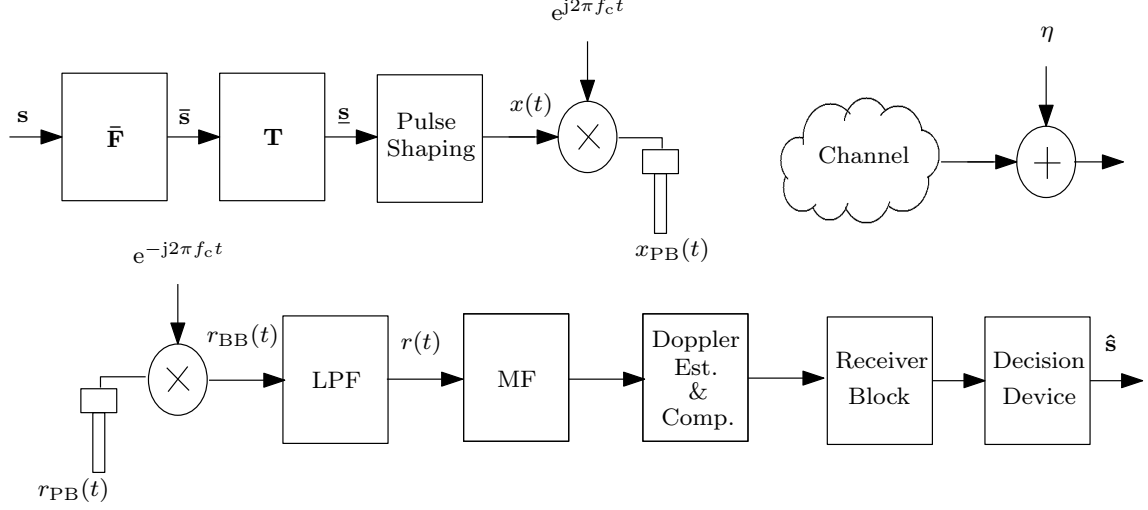 e^{j2πf_c t}
η
s
F̄
s̄
T
s̲
Pulse
Shaping
x(t)
×
Channel
+
x_PB(t)
e^{−j2πf_c t}
r_BB(t)
r(t)
×
LPF
MF
Doppler
Est.
&
Comp.
Receiver
Block
Decision
Device
ŝ
r_PB(t)